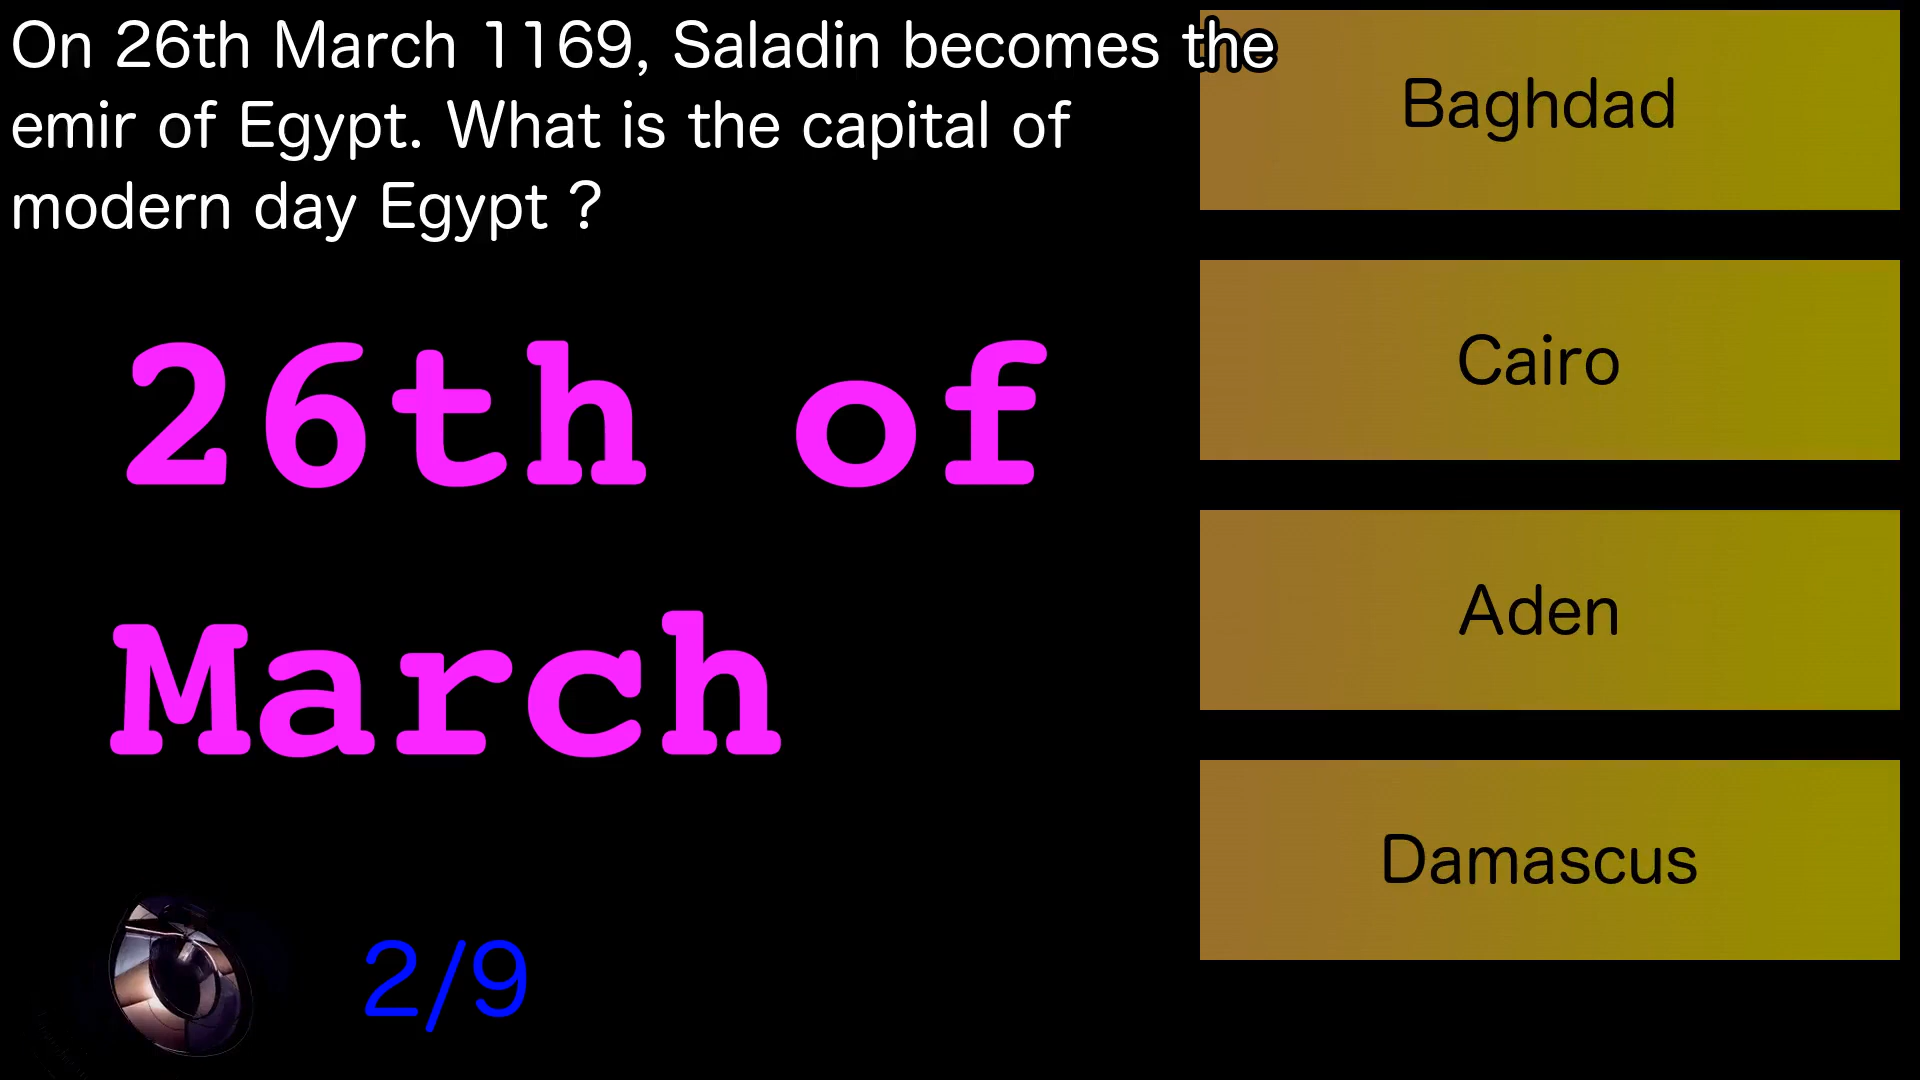 On 26th March 1169, Saladin becomes the
emir of Egypt. What is the capital of
modern day Egypt ?
Baghdad
Cairo
Aden
Damascus
26th of
March
2/9